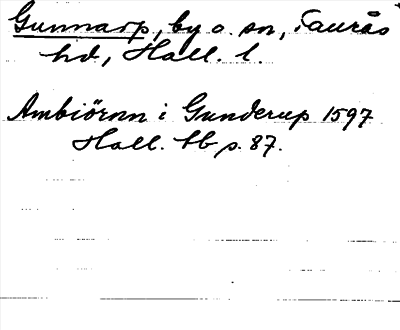 Gunnarp, by o. sn, Faurås
hd., Hall. l.
Ambiörnn i Gunderup 1597
Hall. tb p. 87.